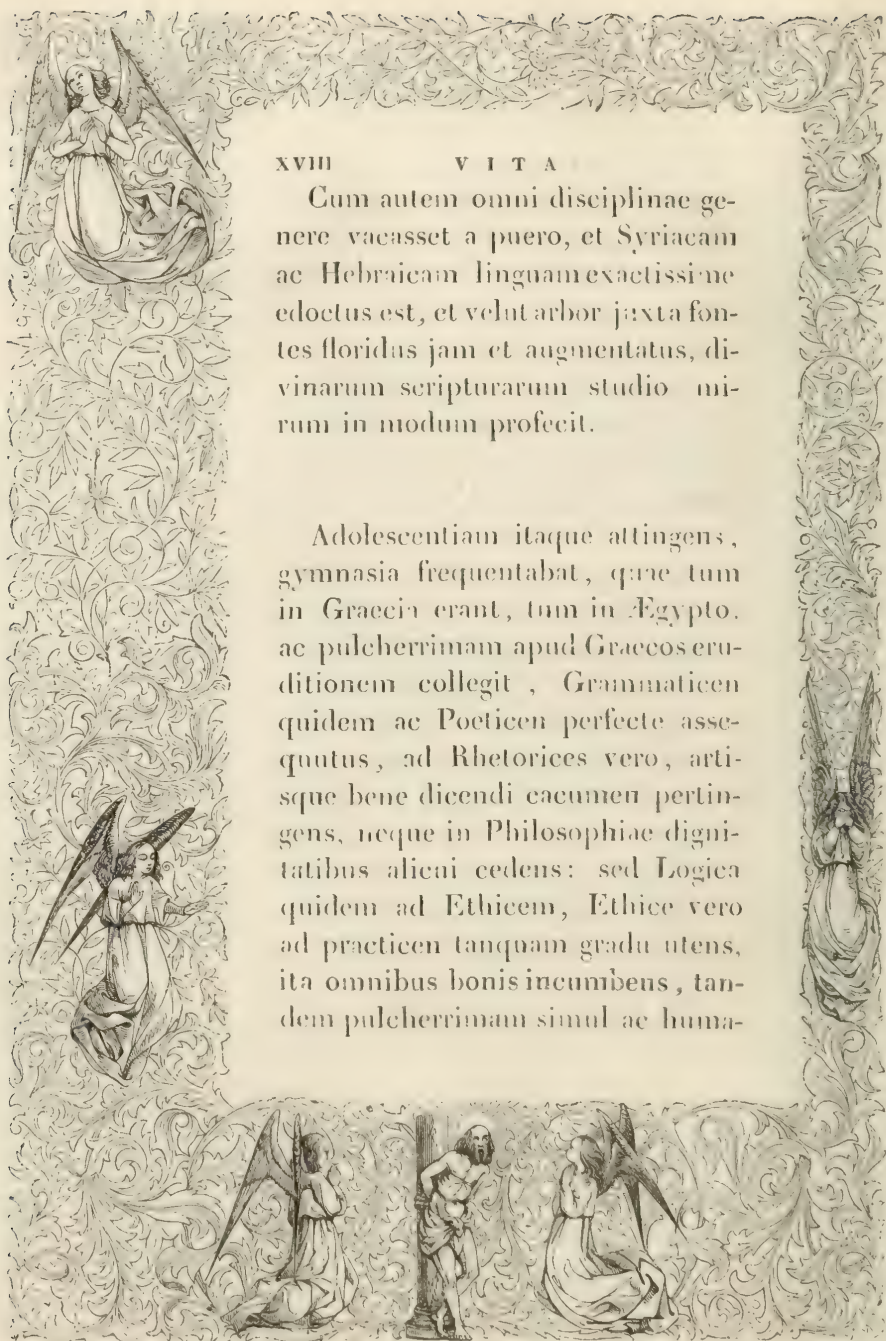 XVIII VITA
Cum autem omni disciplinae ge-
nere vacasset a puero, et Syriacam
ac Hebraicam linguam exactissime
edoctus est, et velut arbor juxta fon-
tes floridus jam et augmentatus, di-
vinarum scripturarum studio mi-
rum in modum profecit.
Adolescentiam itaque attingens,
gymnasia frequentabat, quae tum
in Graecia erant, tum in Ægypto.
ac pulcherrimam apud Graecos eru-
ditionem collegit, Grammaticen
quidem ac Poeticen perfecte asse-
quutus, ad Rhetorices vero, arti-
sque bene dicendi cacumen pertin-
gens, neque in Philosophiae digni-
tatibus alicui cedens: sed Logica
quidem ad Ethicem, Ethice vero
ad practicen tanquam gradu utens,
ita omnibus bonis incumbens, tan-
dem pulcherrimam simul ac huma-